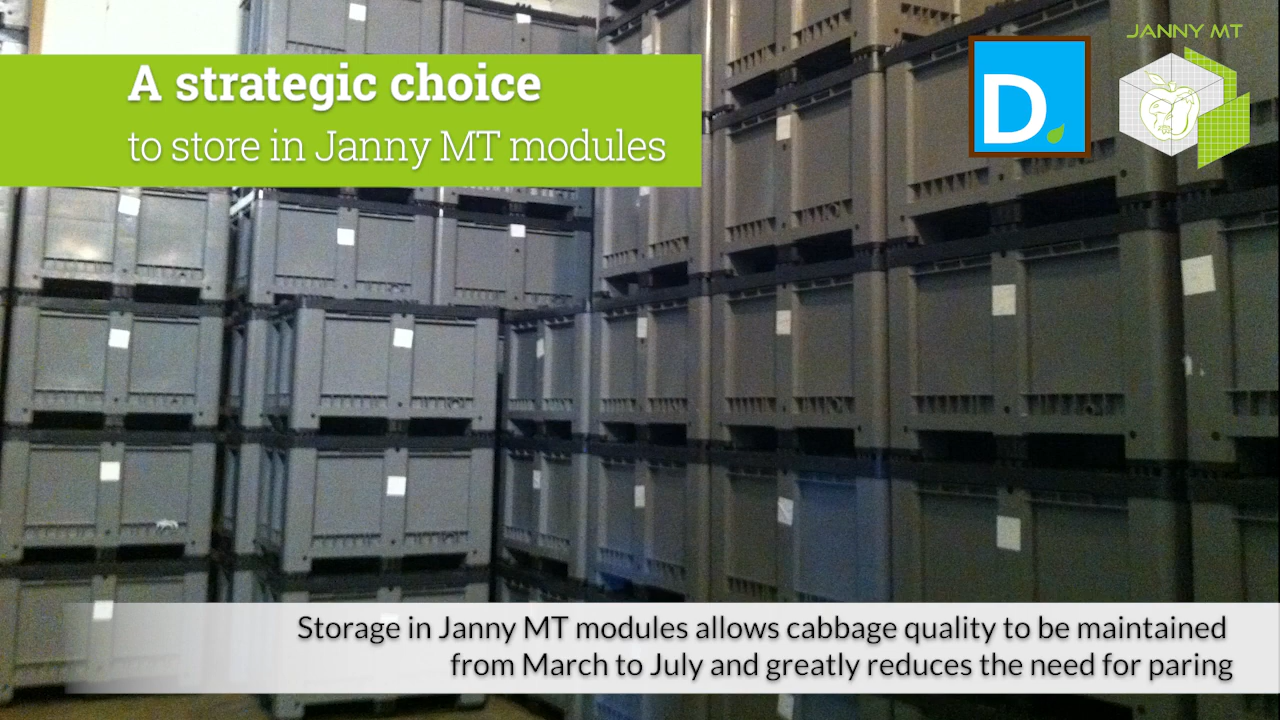 A strategic choice
to store in Janny MT modules
D.
JANNY MT
Storage in Janny MT modules allows cabbage quality to be maintained
from March to July and greatly reduces the need for paring